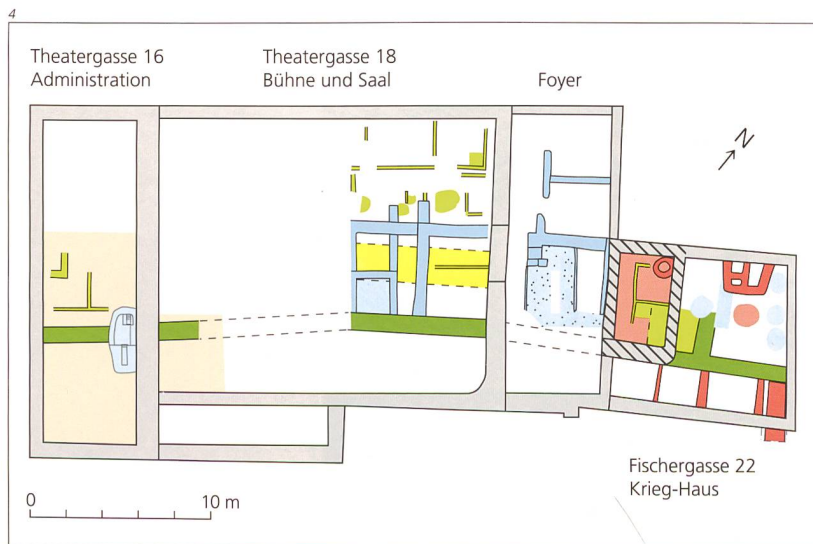 4
Theatergasse 16
Administration
Theatergasse 18
Bühne und Saal
Foyer
N
Fischergasse 22
Krieg-Haus
0 10 m